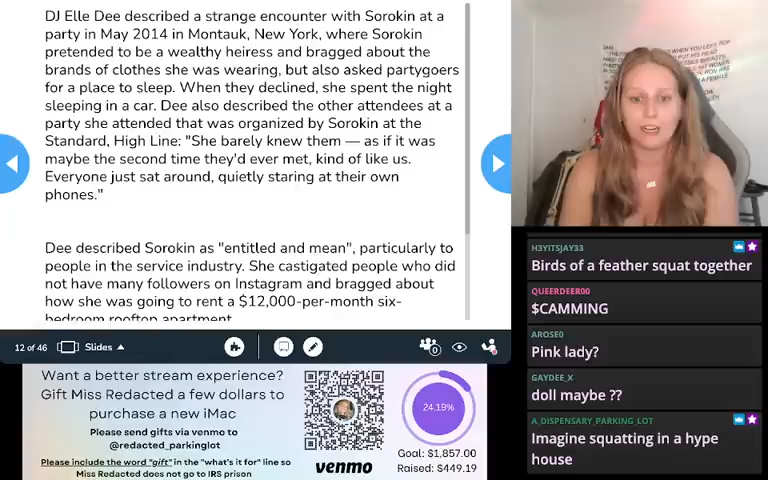 DJ Elle Dee described a strange encounter with Sorokin at a
party in May 2014 in Montauk, New York, where Sorokin
pretended to be a wealthy heiress and bragged about the
brands of clothes she was wearing, but also asked partygoers
for a place to sleep. When they declined, she spent the night
sleeping in a car. Dee also described the other attendees at a
party she attended that was organized by Sorokin at the
Standard, High Line: "She barely knew them — as if it was
maybe the second time they'd ever met, kind of like us.
Everyone just sat around, quietly staring at their own
phones."
Dee described Sorokin as "entitled and mean", particularly to
people in the service industry. She castigated people who did
not have many followers on Instagram and bragged about
how she was going to rent a $12,000-per-month six-
bedroom rooftop apartment
12 of 46
Slides
0
H3YITSJAY33
Birds of a feather squat together
QUEERDEER00
$CAMMING
AROSE0
Pink lady?
GAYDEE_X
doll maybe ??
A_DISPENSARY_PARKING_LOT
Imagine squatting in a hype
house
Want a better stream experience?
Gift Miss Redacted a few dollars to
purchase a new iMac
Please send gifts via venmo to
@redacted_parkinglot
Please include the word "gift" in the "what's it for" line so
Miss Redacted does not go to IRS prison
venmo
24.19%
Goal: $1,857.00
Raised: $449.19